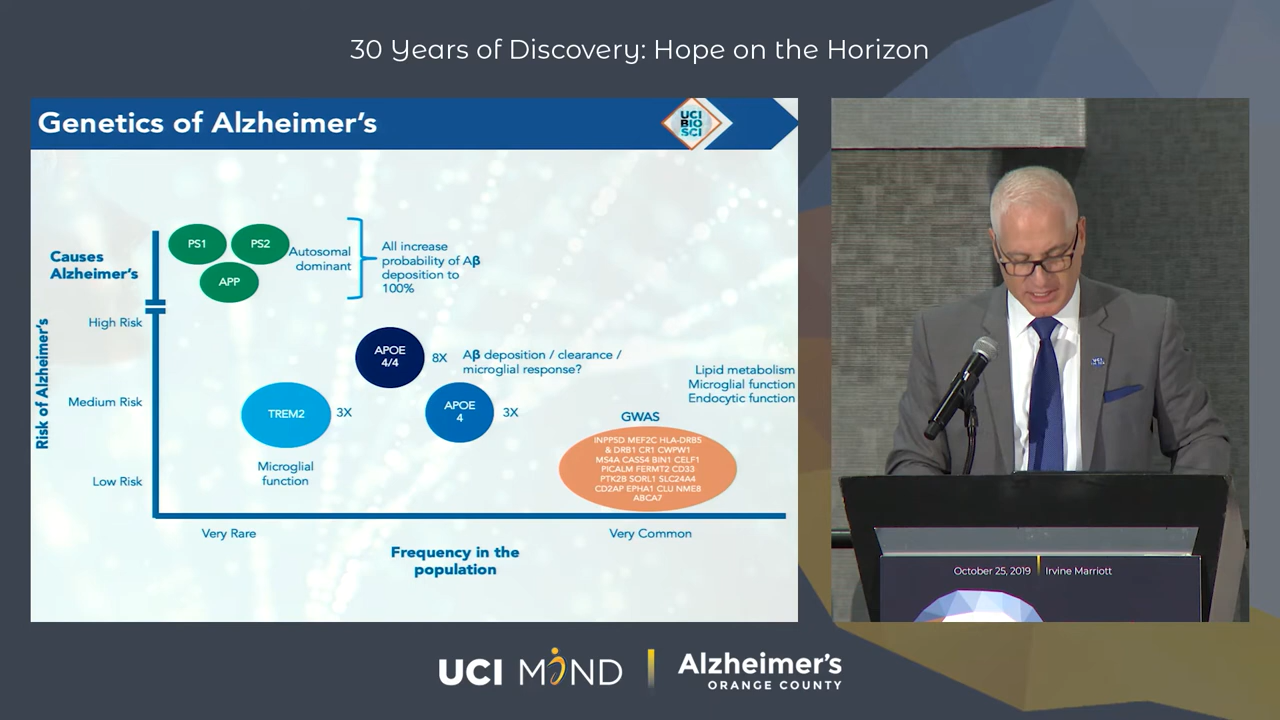 30 Years of Discovery: Hope on the Horizon
Genetics of Alzheimer's
UCI
BIO
SCI
Causes
Alzheimer's
PS1
PS2
APP
Autosomal
dominant
All increase
probability of Aβ
deposition to
100%
Risk of Alzheimer's
High Risk
Medium Risk
Low Risk
APOE
4/4
8X
Aβ deposition / clearance /
microglial response?
TREM2
3X
Microglial
function
APOE
4
3X
Lipid metabolism
Microglial function
Endocytic function
GWAS
INPPSD MEF2C HLA-DRB5
& DRB1 CR1 CWPW1
MS4A CASS4 BIN1 CELF1
PICALM FERMT2 CD33
PTK2B SORL1 SLC24A4
CD2AP EPHA1 CLU NME8
ABCA7
Very Rare
Very Common
Frequency in the
population
UCI
October 25, 2019 | Irvine Marriott
UCI MIND | Alzheimer's
ORANGE COUNTY